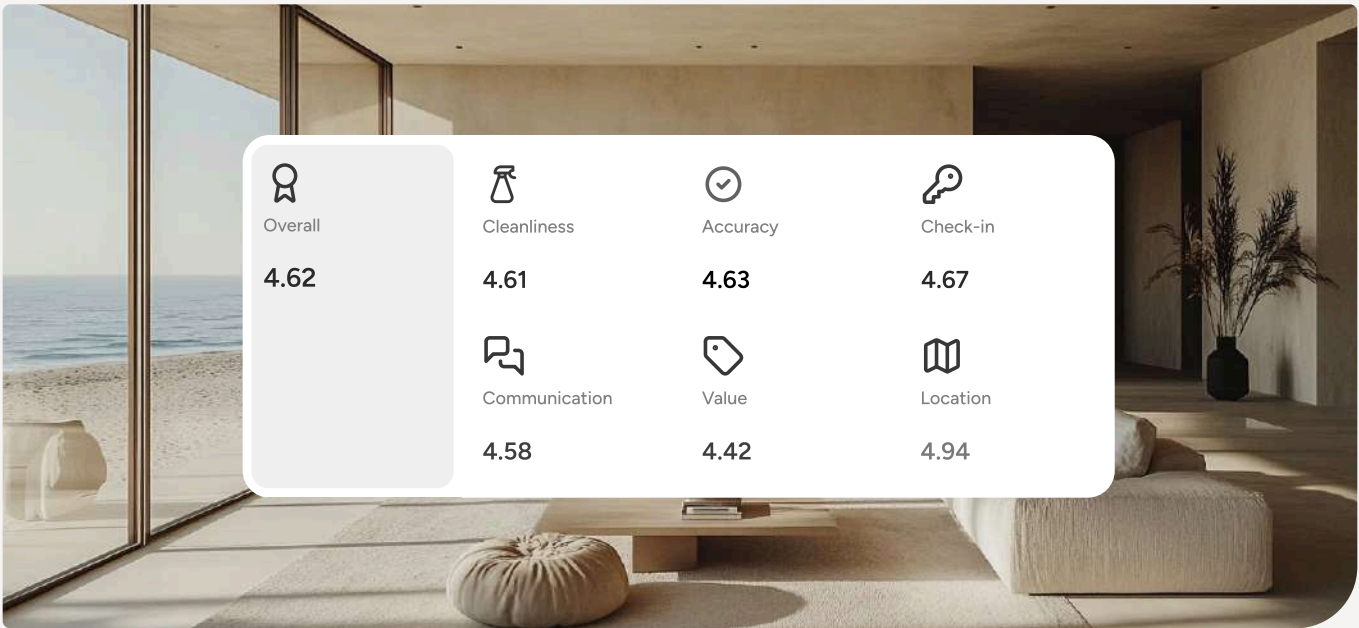 Overall
4.62
Cleanliness
4.61
Accuracy
4.63
Check-in
4.67
Communication
4.58
Value
4.42
Location
4.94